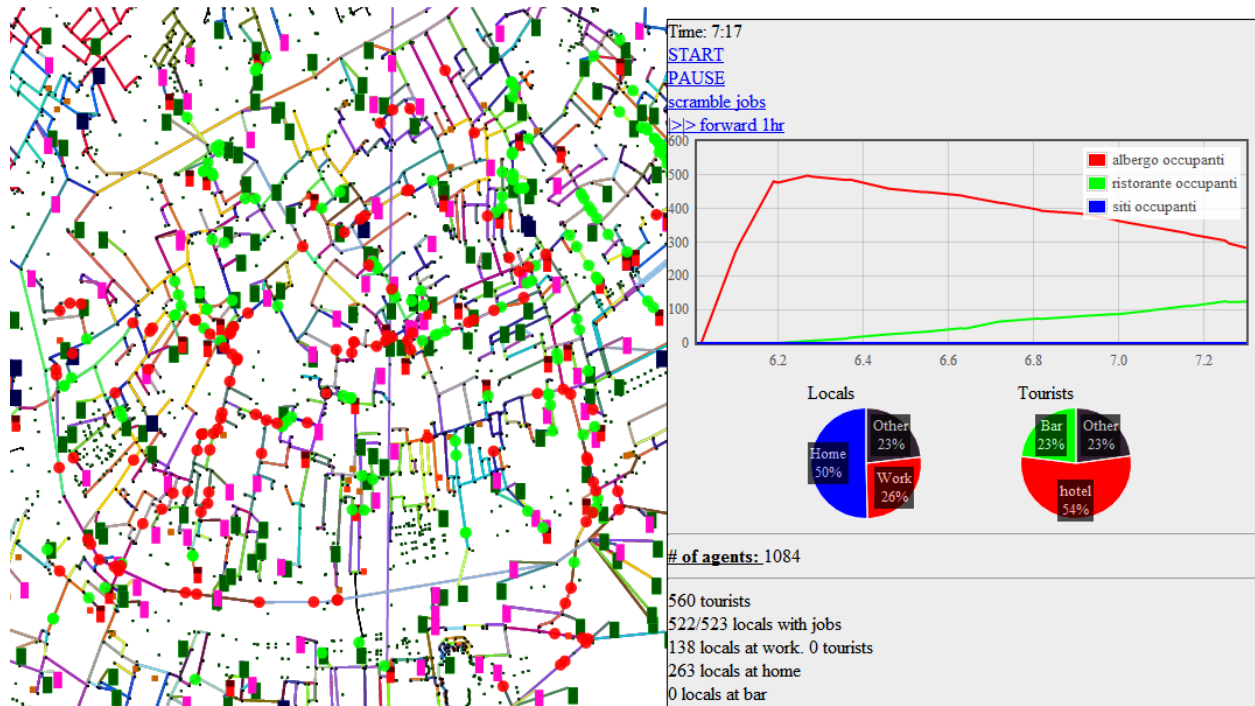 Time: 7:17
START
PAUSE
scramble jobs
|>|> forward 1hr
600
500
400
300
200
100
0
albergo occupanti
ristorante occupanti
siti occupanti
6.2 6.4 6.6 6.8 7.0 7.2
Locals
Other
23%
Home
50%
Work
26%
Tourists
Bar
23%
Other
23%
hotel
54%
# of agents: 1084
560 tourists
522/523 locals with jobs
138 locals at work. 0 tourists
263 locals at home
0 locals at bar